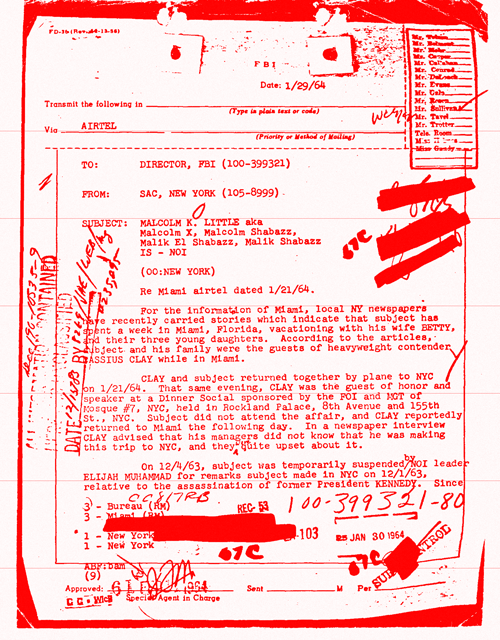 FD-36 (Rev.
FBI
Date: 1/29/64
Transmit the following in
(Type in plain text or code)
Via AIRTEL
(Priority or Method of Mailing)
Mr. Tolson
Mr. Belmont
Mr. Mohr
Mr. Casper
Mr. Callahan
Mr. Conrad
Mr. DeLoach
Mr. Evans
Mr. Gale
Mr. Rosen
Mr. Sullivan
Mr. Tavel
Mr. Trotter
Tele. Room
Miss Holmes
Miss Gandy
TO: DIRECTOR, FBI (100-399321)
FROM: SAC, NEW YORK (105-8999)
SUBJECT: MALCOLM K. LITTLE aka
Malcolm X, Malcolm Shabazz,
Malik El Shabazz, Malik Shabazz
IS - NOI
67C
(OO:NEW YORK)
Re Miami airtel dated 1/21/64.
For the information of Miami, local NY newspapers
have recently carried stories which indicate that subject has
spent a week in Miami, Florida, vacationing with his wife BETTY,
and their three young daughters. According to the articles,
subject and his family were the guests of heavyweight contender
CASSIUS CLAY while in Miami.
CLAY and subject returned together by plane to NYC
on 1/21/64. That same evening, CLAY was the guest of honor and
speaker at a Dinner Social sponsored by the FOI and MGT of
Mosque #7, NYC, held in Rockland Palace, 8th Avenue and 155th
St., NYC. Subject did not attend the affair, and CLAY reportedly
returned to Miami the following day. In a newspaper interview
CLAY advised that his managers did not know that he was making
this trip to NYC, and they quite upset about it.
On 12/4/63, subject was temporarily suspended by NOI leader
ELIJAH MUHAMMAD for remarks subject made in NYC on 12/1/63,
relative to the assassination of former President KENNEDY. Since
3 - Bureau (RM)
3 - Miami (RM)
1 - New York
1 - New York
REC- 53
100-399321-80
-103
25 JAN 30 1964
67C
67C
ABF:bam
(9)
Approved:
Special Agent in Charge
Sent
M
Per
1964